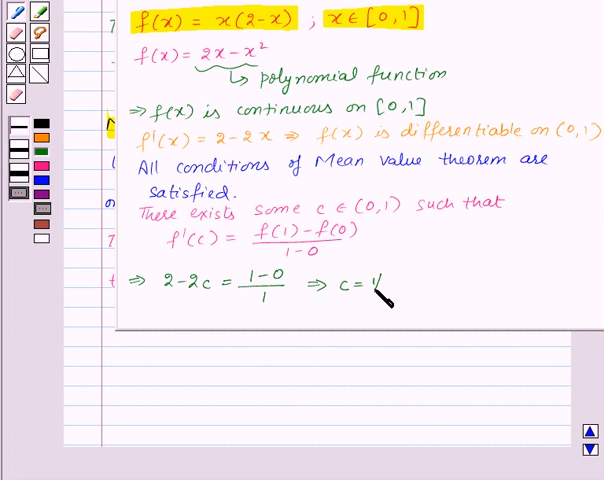 f(x) = x(2-x) ; x ∈ [0,1]
f(x) = 2x-x²
↳ polynomial function
⇒ f(x) is continuous on [0,1]
f'(x) = 2-2x ⇒ f(x) is differentiable on (0,1)
All conditions of Mean value theorem are
satisfied.
There exists some c ∈ (0,1) such that
f'(c) = f(1)-f(0) / 1-0
⇒ 2-2c = 1-0 / 1 ⇒ c = 1/